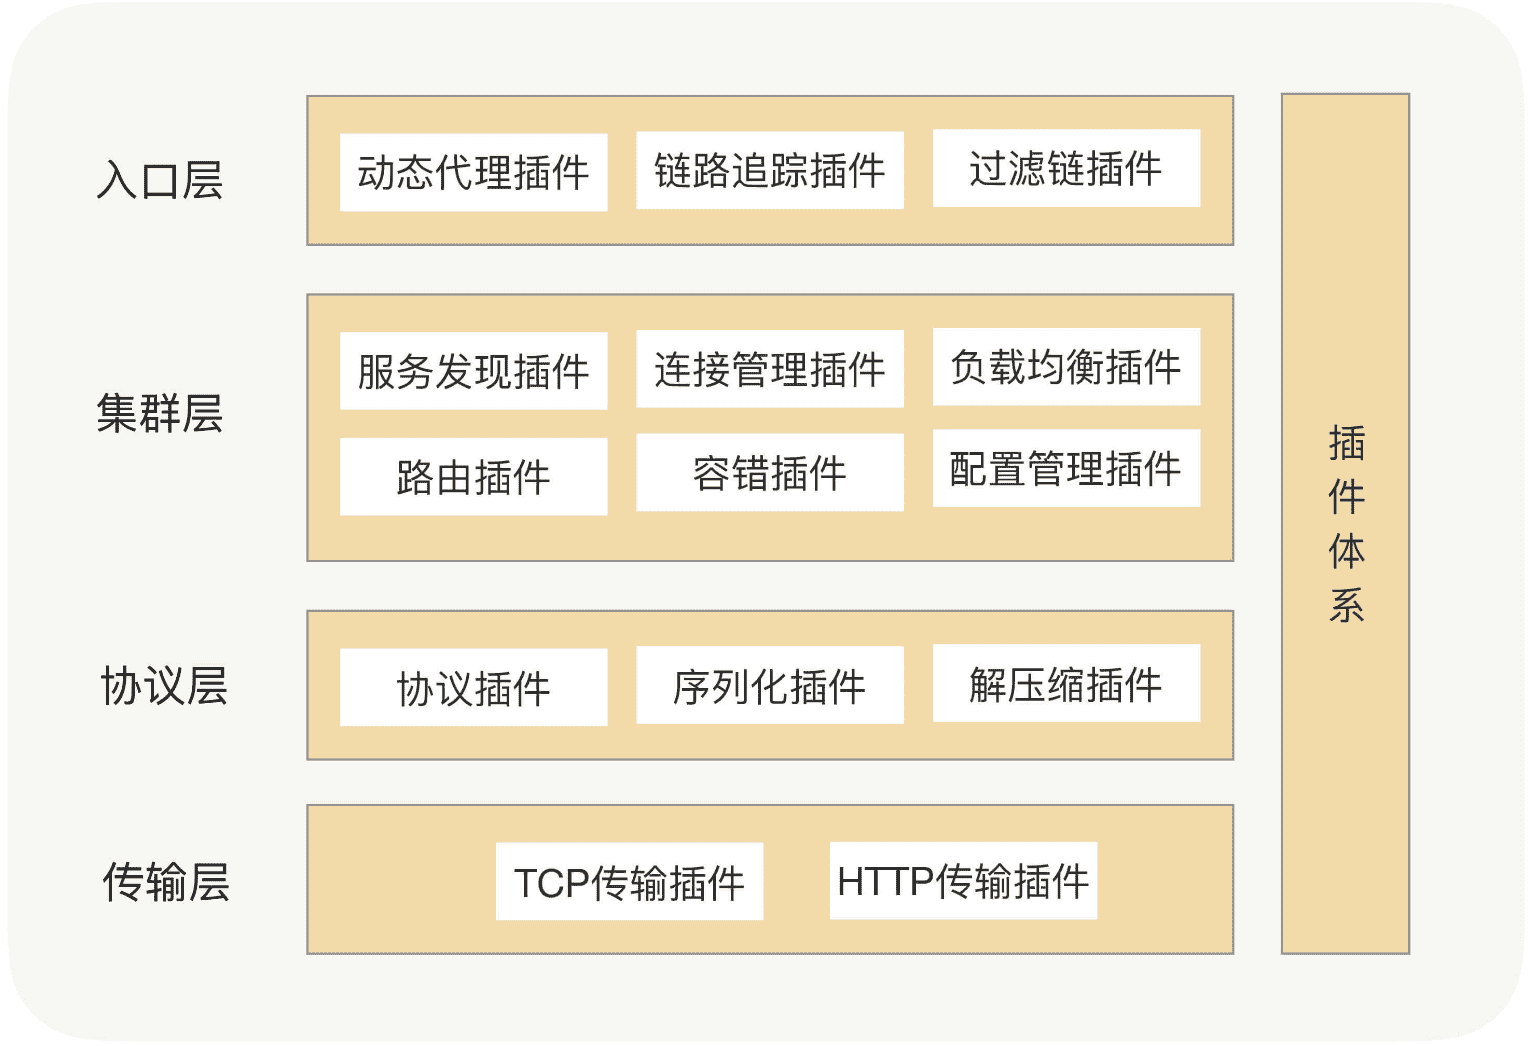 入口层
动态代理插件
链路追踪插件
过滤链插件
集群层
服务发现插件
连接管理插件
负载均衡插件
路由插件
容错插件
配置管理插件
协议层
协议插件
序列化插件
解压缩插件
传输层
TCP传输插件
HTTP传输插件
插件体系